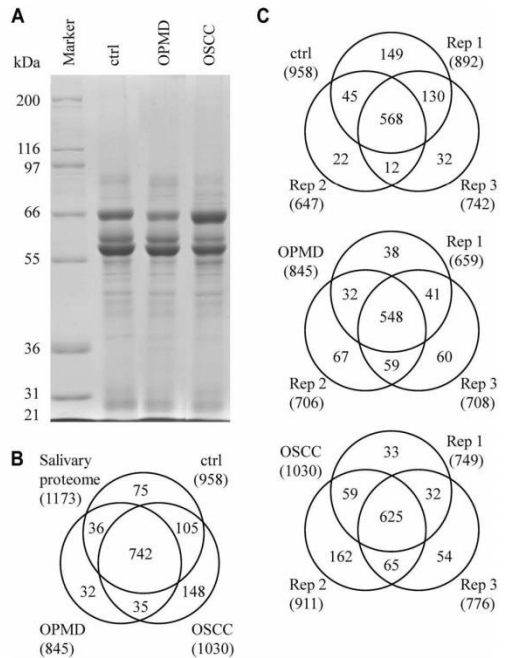 A
kDa
Marker
ctrl
OPMD
OSCC
200
116
97
66
55
36
31
21
B
Salivary
proteome
(1173)
ctrl
(958)
75
36
105
742
32
35
148
OPMD
(845)
OSCC
(1030)
C
ctrl
(958)
149
Rep 1
(892)
45
130
568
22
12
32
Rep 2
(647)
Rep 3
(742)
OPMD
(845)
38
Rep 1
(659)
32
41
548
67
59
60
Rep 2
(706)
Rep 3
(708)
OSCC
(1030)
33
Rep 1
(749)
59
32
625
162
65
54
Rep 2
(911)
Rep 3
(776)